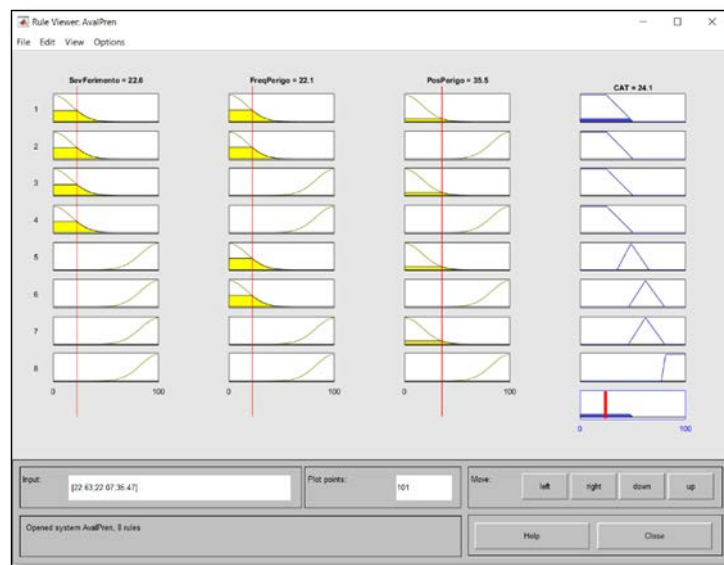 Rule Viewer: AvalPren
File Edit View Options
SevFerimento = 22.6 FreqPerigo = 22.1 PosPerigo = 35.5 CAT = 24.1
1
2
3
4
5
6
7
8
0 100 0 100 0 100
0 100
Input: [22.63;22.07;35.47] Plot points: 101 Move: left right down up
Opened system AvalPren, 8 rules Help Close